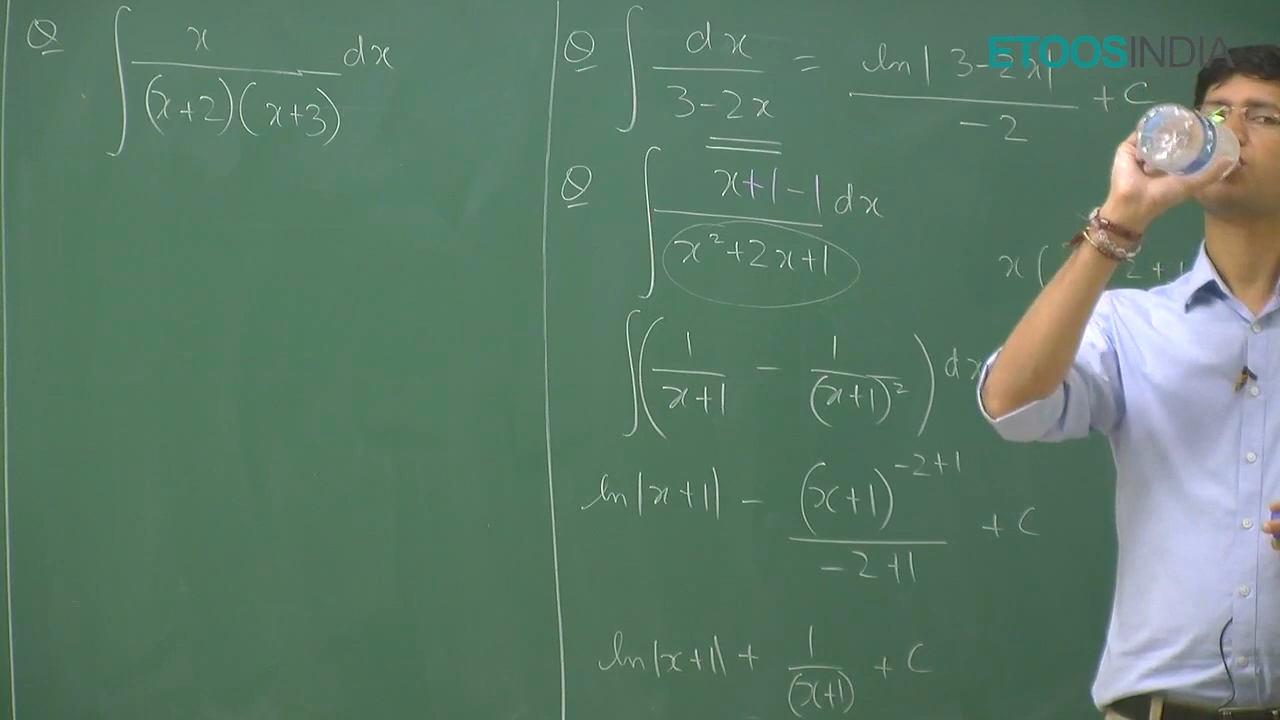 Q ∫ x/((x+2)(x+3)) dx
Q ∫ dx/(3-2x) = ln|3-2x|/(-2) + C
Q ∫ (x+1-1)/(x²+2x+1) dx
∫(1/(x+1) - 1/(x+1)²) dx
ln|x+1| - (x+1)^(-2+1)/(-2+1) + C
ln|x+1| + 1/(x+1) + C
ETOOSINDIA